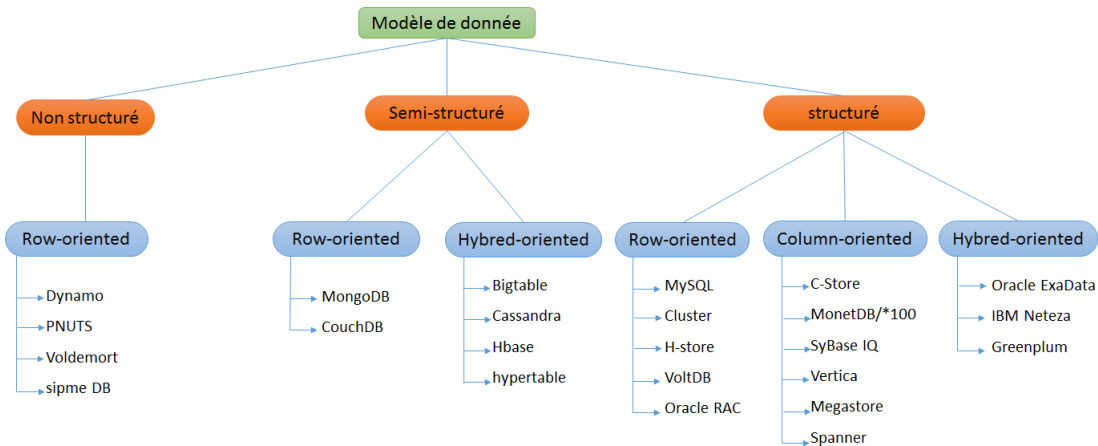 Modèle de donnée
Non structuré
Semi-structuré
structuré
Row-oriented
Dynamo
PNUTS
Voldemort
sipme DB
Row-oriented
MongoDB
CouchDB
Hybred-oriented
Bigtable
Cassandra
Hbase
hypertable
Row-oriented
MySQL
Cluster
H-store
VoltDB
Oracle RAC
Column-oriented
C-Store
MonetDB/*100
SyBase IQ
Vertica
Megastore
Spanner
Hybred-oriented
Oracle ExaData
IBM Neteza
Greenplum